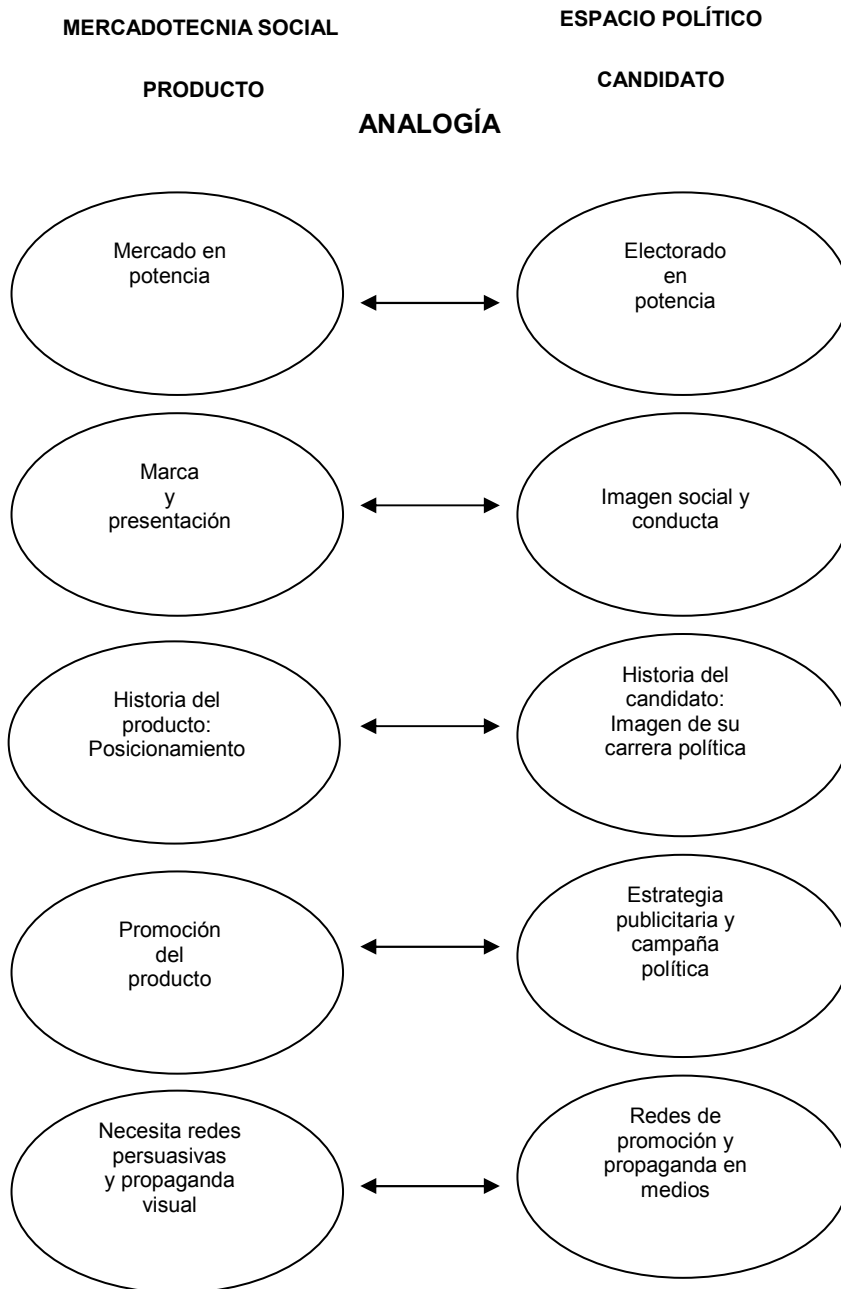 MERCADOTECNIA SOCIAL
ESPACIO POLÍTICO
PRODUCTO
CANDIDATO
ANALOGÍA
Mercado en
potencia
Electorado
en
potencia
Marca
y
presentación
Imagen social y
conducta
Historia del
producto:
Posicionamiento
Historia del
candidato:
Imagen de su
carrera política
Promoción
del
producto
Estrategia
publicitaria y
campaña
política
Necesita redes
persuasivas
y propaganda
visual
Redes de
promoción y
propaganda en
medios